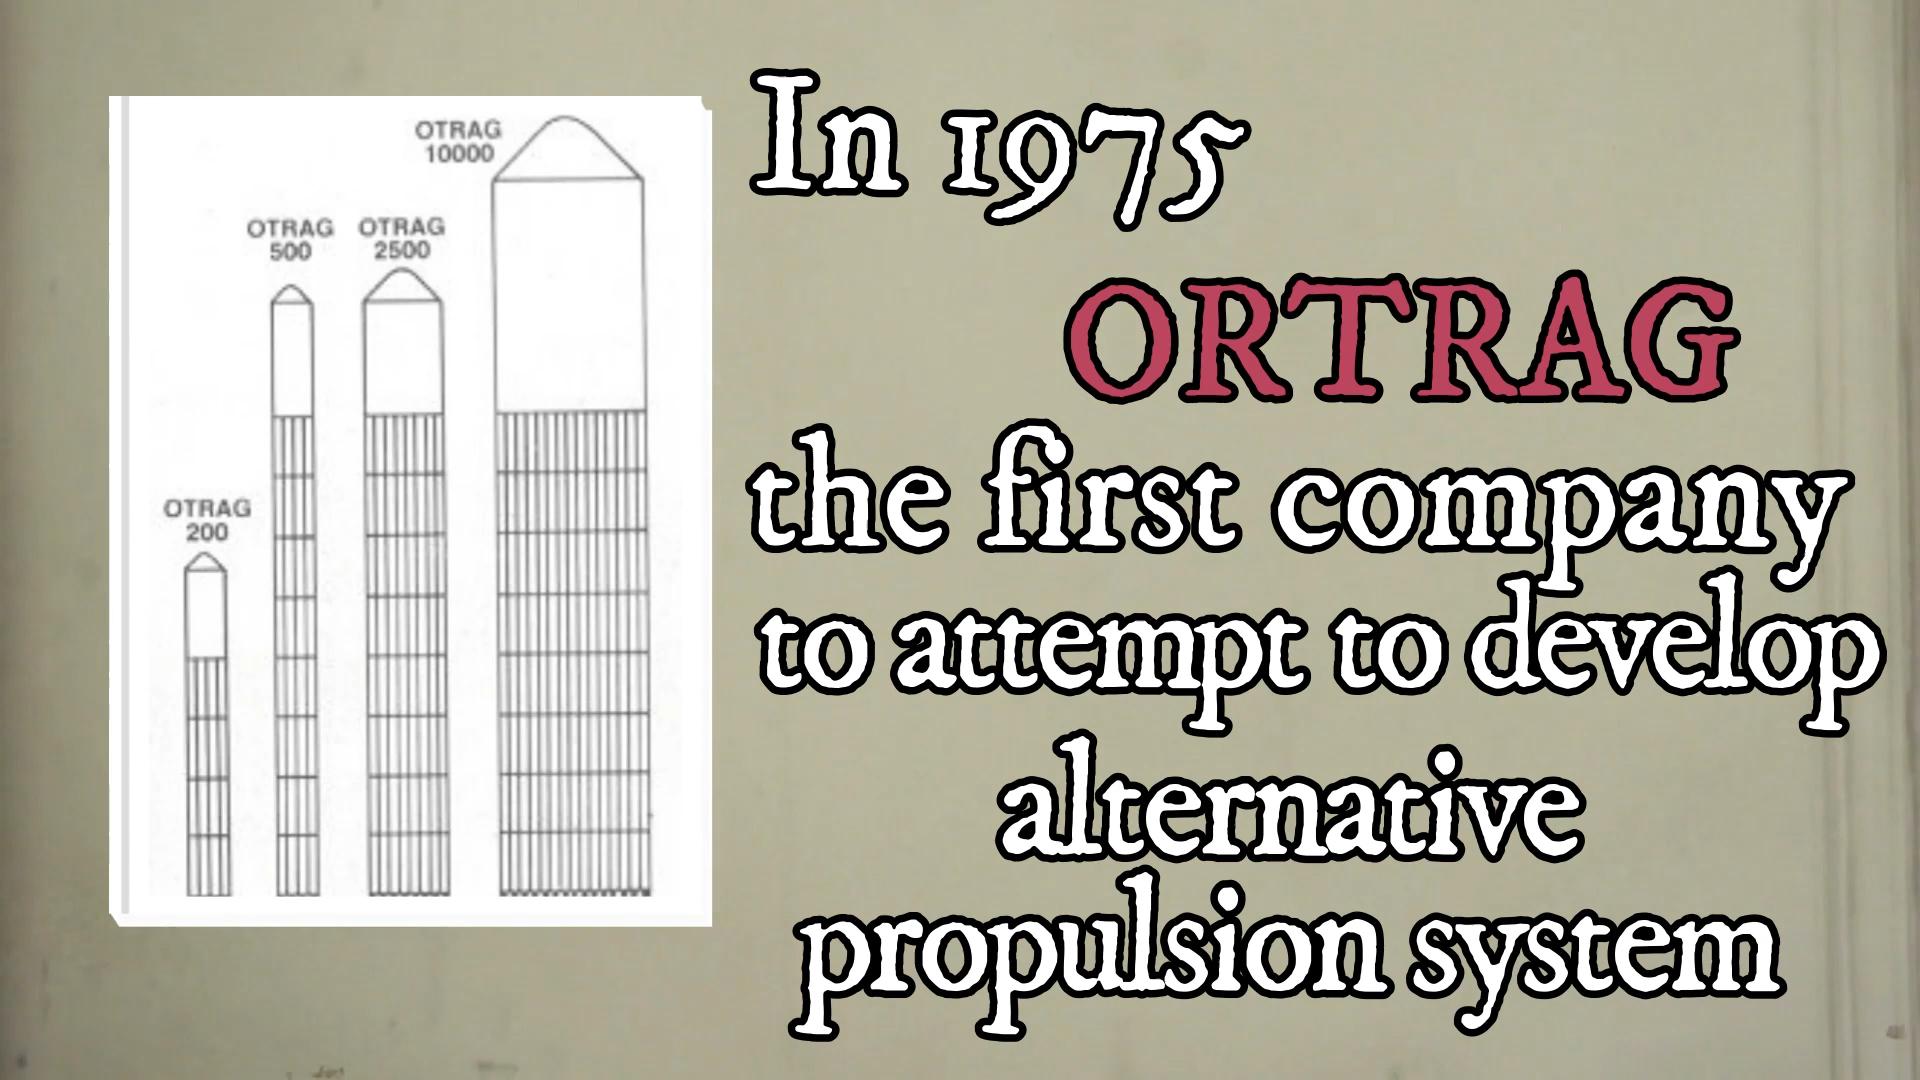 OTRAG
10000
OTRAG
500
OTRAG
2500
OTRAG
200
In 1975
ORTRAG
the first company
to attempt to develop
alternative
propulsion system